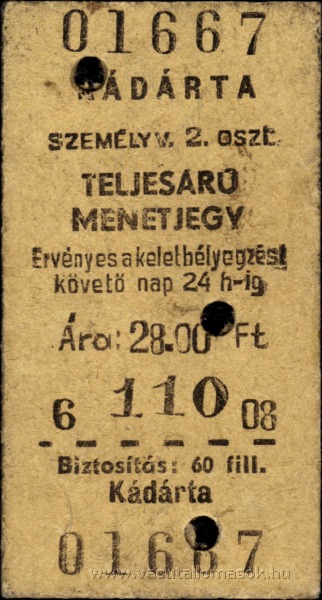 01667
KÁDÁRTA
SZEMÉLYV. 2. OSZT.
TELJESÁRÚ
MENETJEGY
Érvényes a keletbélyegzést
követő nap 24 h-ig
Ára: 28.00 Ft
6 110 08
Biztosítás: 60 fill.
Kádárta
01667
www.vasutallomasok.hu